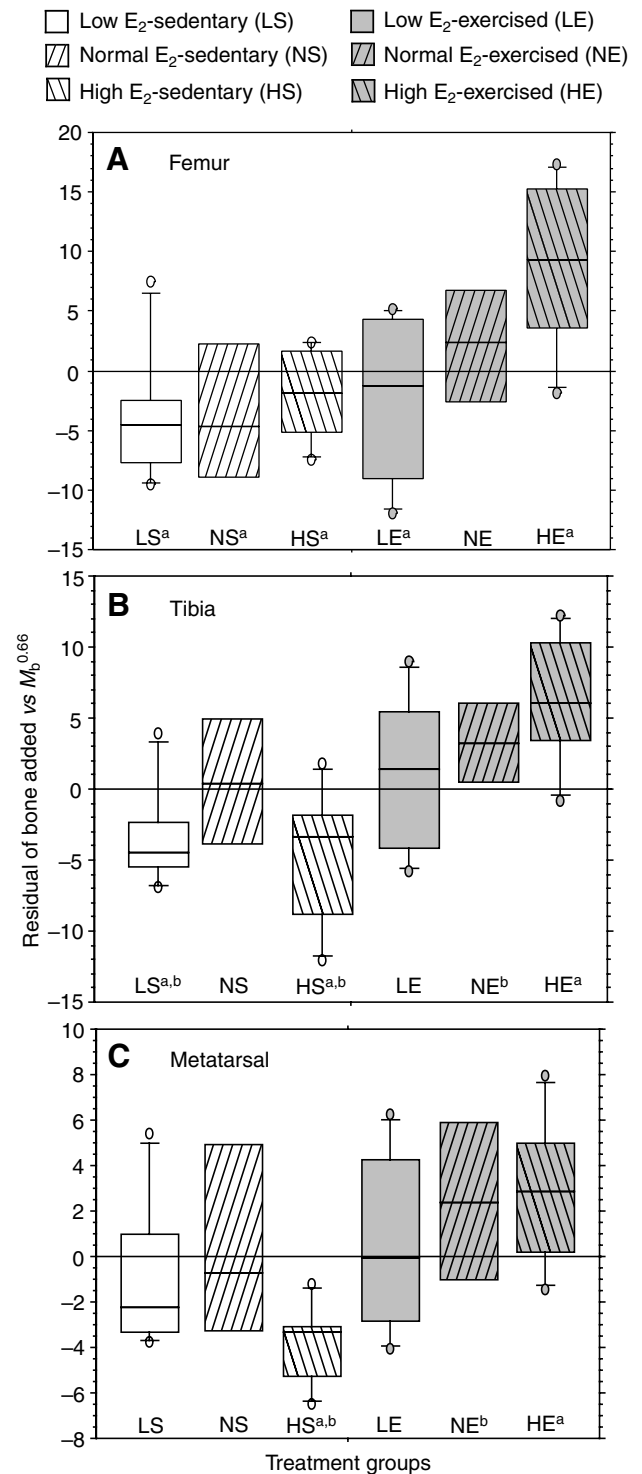 Low E₂-sedentary (LS) Low E₂-exercised (LE)
Normal E₂-sedentary (NS) Normal E₂-exercised (NE)
High E₂-sedentary (HS) High E₂-exercised (HE)
A Femur
20
15
10
5
0
–5
–10
–15
LSᵃ NSᵃ HSᵃ LEᵃ NE HEᵃ
B Tibia
15
10
5
0
–5
–10
–15
LSᵃ,ᵇ NS HSᵃ,ᵇ LE NEᵇ HEᵃ
Residual of bone added vs M_b^0.66
C Metatarsal
10
8
6
4
2
0
–2
–4
–6
–8
LS NS HSᵃ,ᵇ LE NEᵇ HEᵃ
Treatment groups